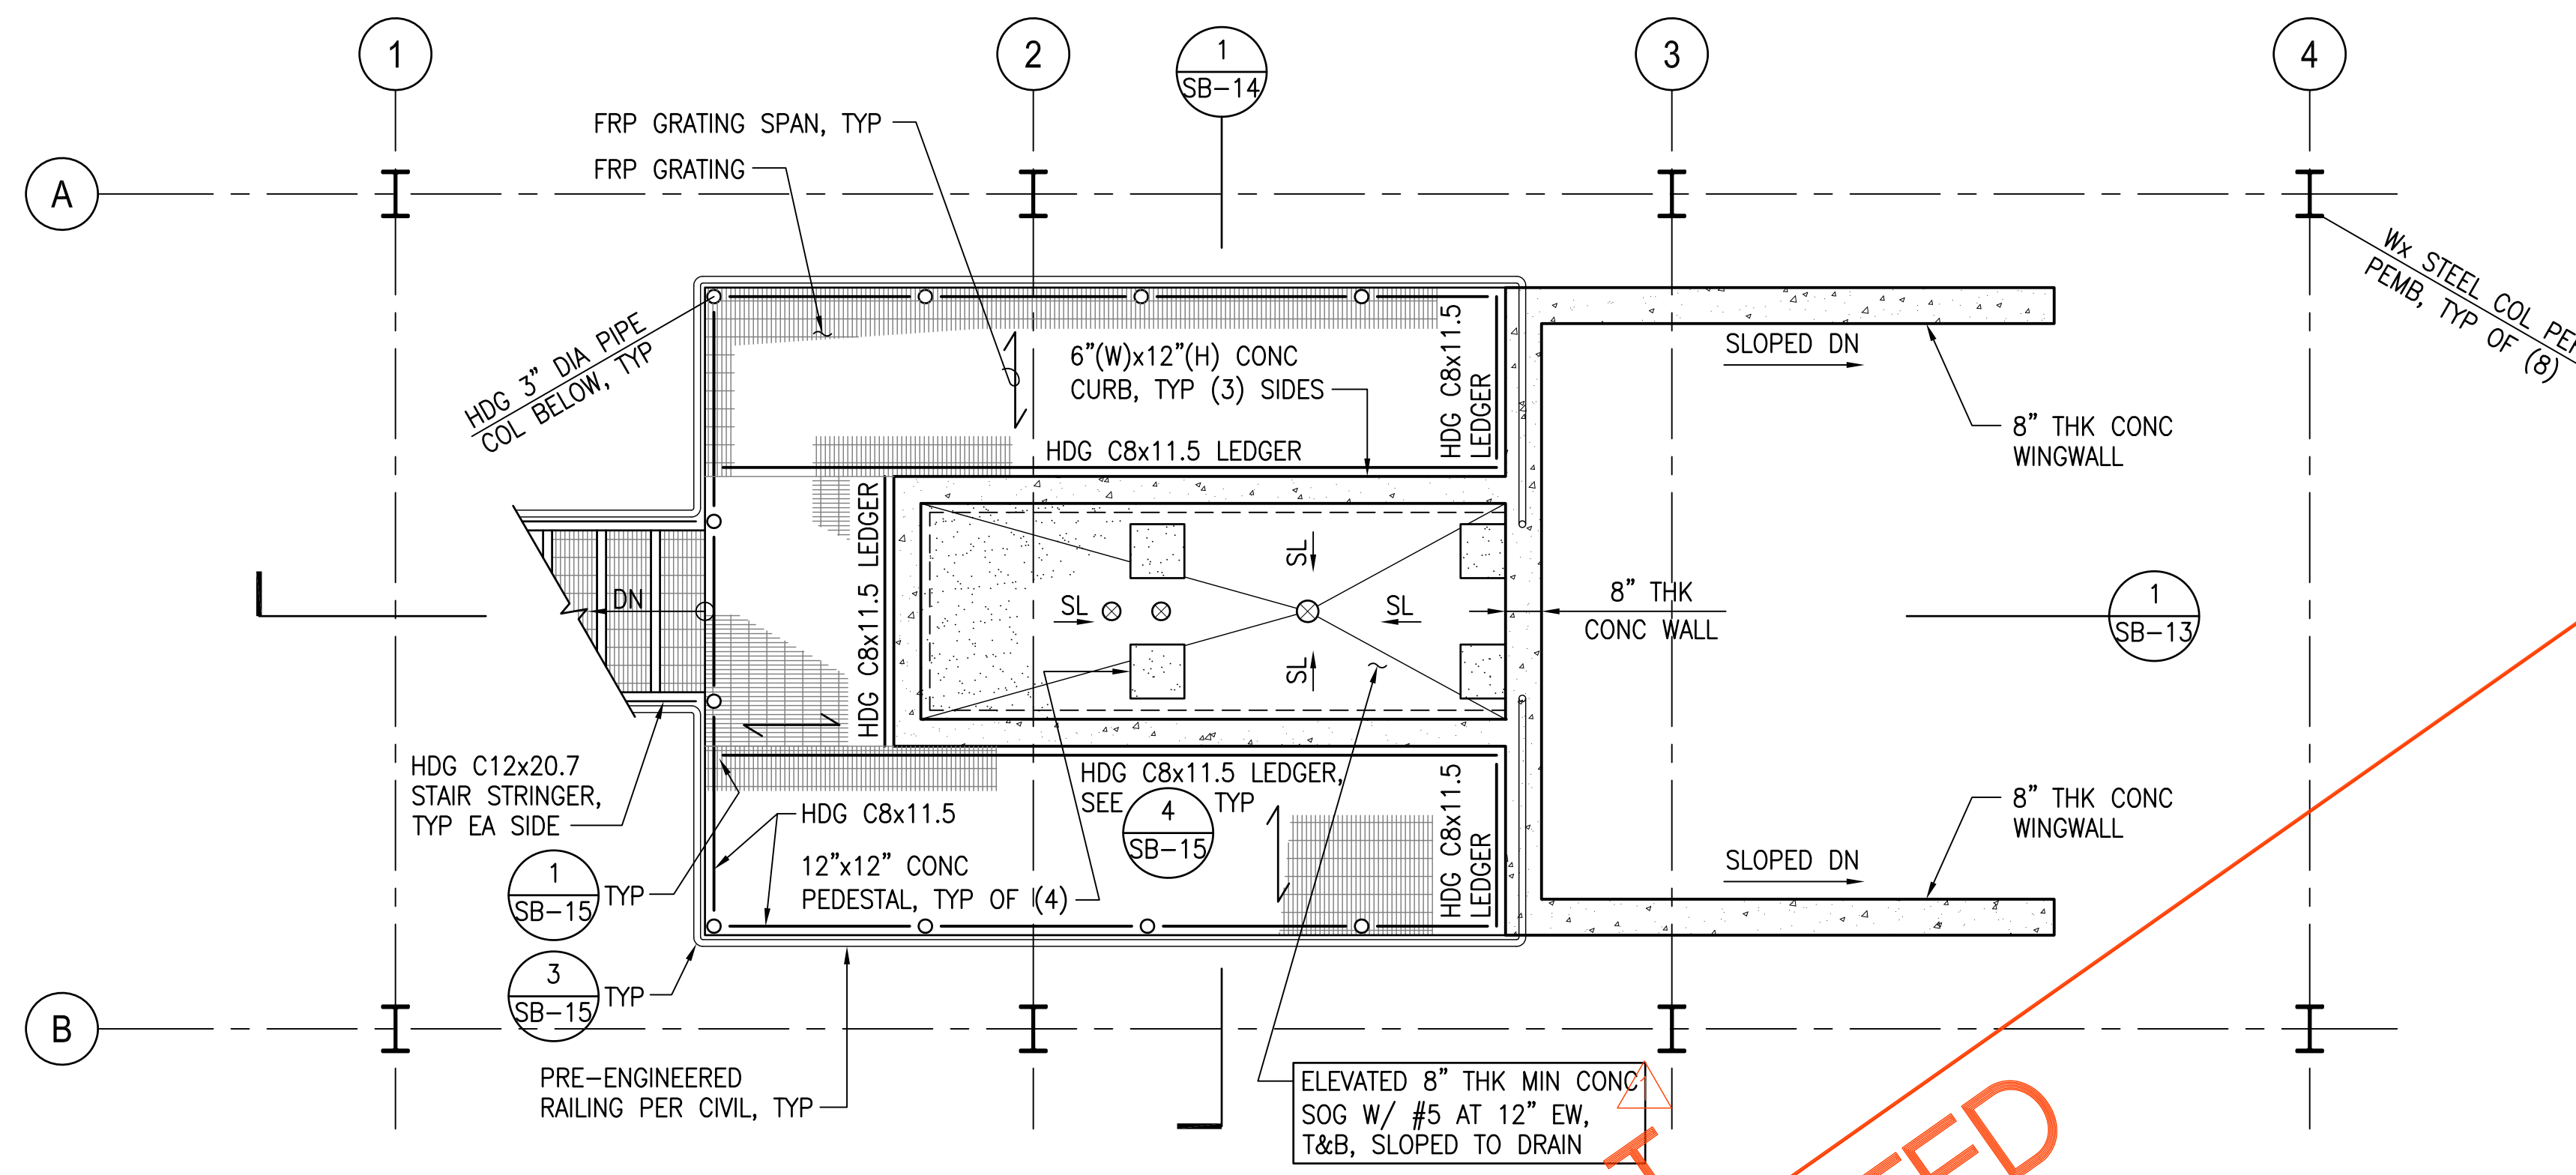 1
2
3
4
1
SB-14
A
B
FRP GRATING SPAN, TYP
FRP GRATING
HDG 3" DIA PIPE
COL BELOW, TYP
6"(W)x12"(H) CONC
CURB, TYP (3) SIDES
HDG C8x11.5 LEDGER
HDG C8x11.5
LEDGER
SLOPED DN
8" THK CONC
WINGWALL
Wx STEEL COL
PEMB, TYP OF (8)
HDG C8x11.5 LEDGER
DN
SL
SL
SL
SL
8" THK
CONC WALL
1
SB-13
HDG C12x20.7
STAIR STRINGER,
TYP EA SIDE
HDG C8x11.5
12"x12" CONC
PEDESTAL, TYP OF (4)
HDG C8x11.5 LEDGER,
SEE
4
SB-15
TYP
HDG C8x11.5
LEDGER
SLOPED DN
8" THK CONC
WINGWALL
1
SB-15
TYP
3
SB-15
TYP
PRE-ENGINEERED
RAILING PER CIVIL, TYP
ELEVATED 8" THK MIN CONC
SOG W/ #5 AT 12" EW,
T&B, SLOPED TO DRAIN
1